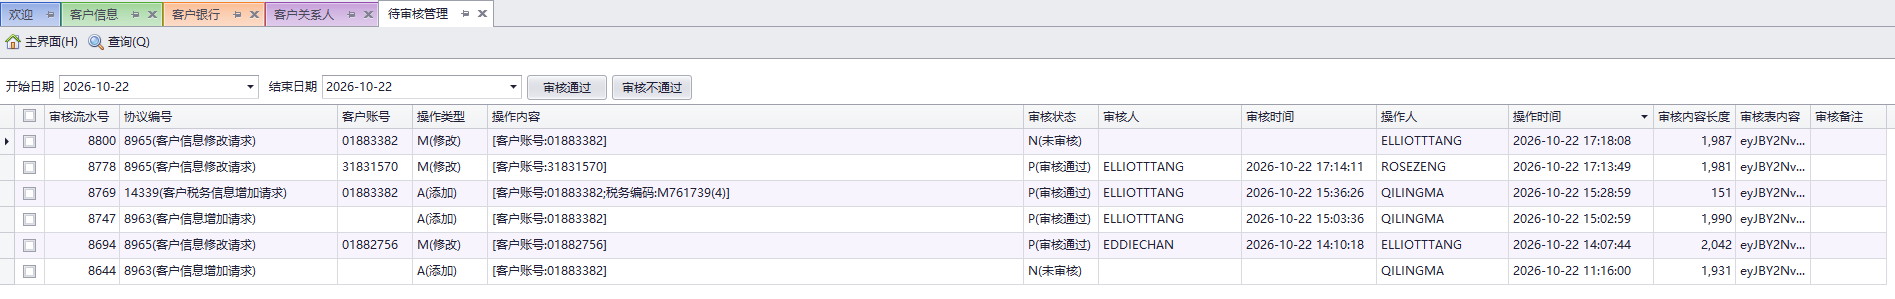 欢迎 客户信息 客户银行 客户关系人 待审核管理
主界面(H) 查询(Q)
开始日期 2026-10-22 结束日期 2026-10-22 审核通过 审核不通过
审核流水号 协议编号 客户账号 操作类型 操作内容 审核状态 审核人 审核时间 操作人 操作时间 审核内容长度 审核表内容 审核备注
8800 8965(客户信息修改请求) 01883382 M(修改) [客户账号:01883382] N(未审核) ELLIOTTTANG 2026-10-22 17:18:08 1,987 eyJBY2Nv...
8778 8965(客户信息修改请求) 31831570 M(修改) [客户账号:31831570] P(审核通过) ELLIOTTTANG 2026-10-22 17:14:11 ROSEZENG 2026-10-22 17:13:49 1,981 eyJBY2Nv...
8769 14339(客户税务信息增加请求) 01883382 A(添加) [客户账号:01883382;税务编码:M761739(4)] P(审核通过) ELLIOTTTANG 2026-10-22 15:36:26 QILINGMA 2026-10-22 15:28:59 151 eyJBY2Nv...
8747 8963(客户信息增加请求) A(添加) [客户账号:01883382] P(审核通过) ELLIOTTTANG 2026-10-22 15:03:36 QILINGMA 2026-10-22 15:02:59 1,990 eyJBY2Nv...
8694 8965(客户信息修改请求) 01882756 M(修改) [客户账号:01882756] P(审核通过) EDDIECHAN 2026-10-22 14:10:18 ELLIOTTTANG 2026-10-22 14:07:44 2,042 eyJBY2Nv...
8644 8963(客户信息增加请求) A(添加) [客户账号:01883382] N(未审核) QILINGMA 2026-10-22 11:16:00 1,931 eyJBY2Nv...